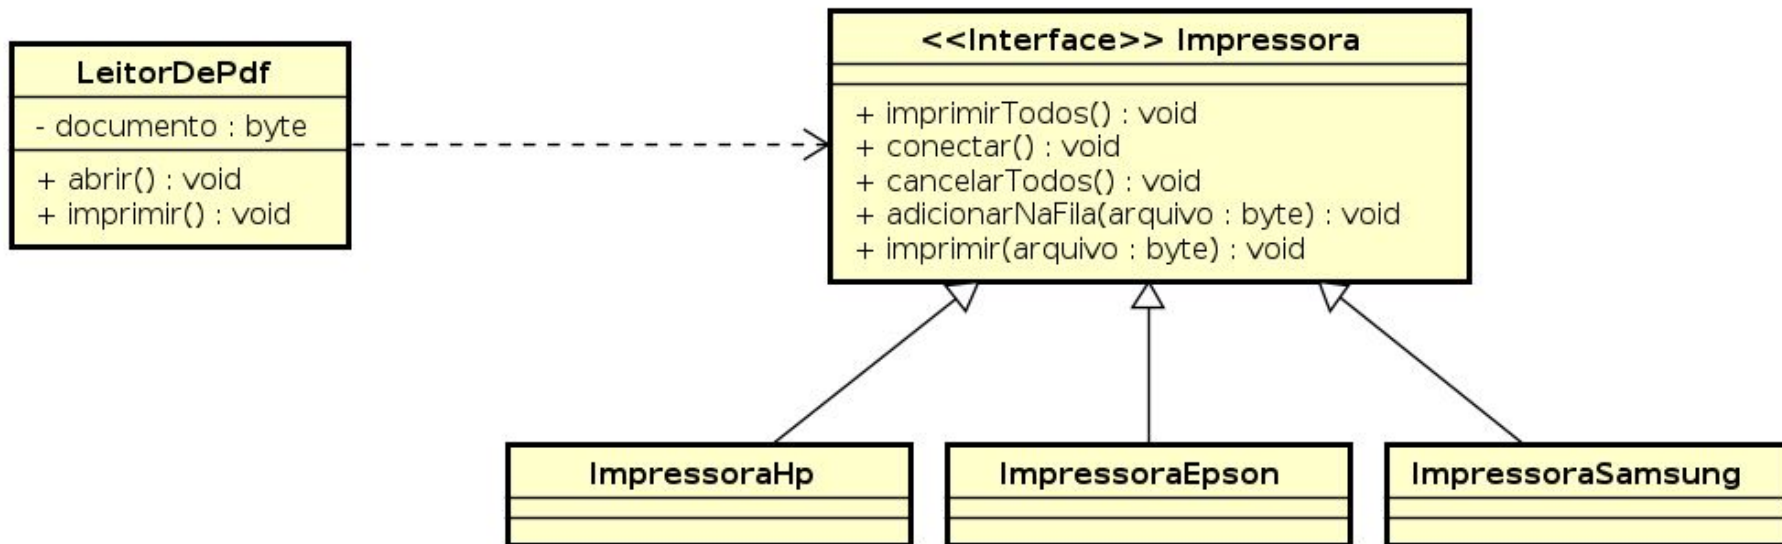 LeitorDePdf
- documento : byte
+ abrir() : void
+ imprimir() : void
<<Interface>> Impressora
+ imprimirTodos() : void
+ conectar() : void
+ cancelarTodos() : void
+ adicionarNaFila(arquivo : byte) : void
+ imprimir(arquivo : byte) : void
ImpressoraHp
ImpressoraEpson
ImpressoraSamsung